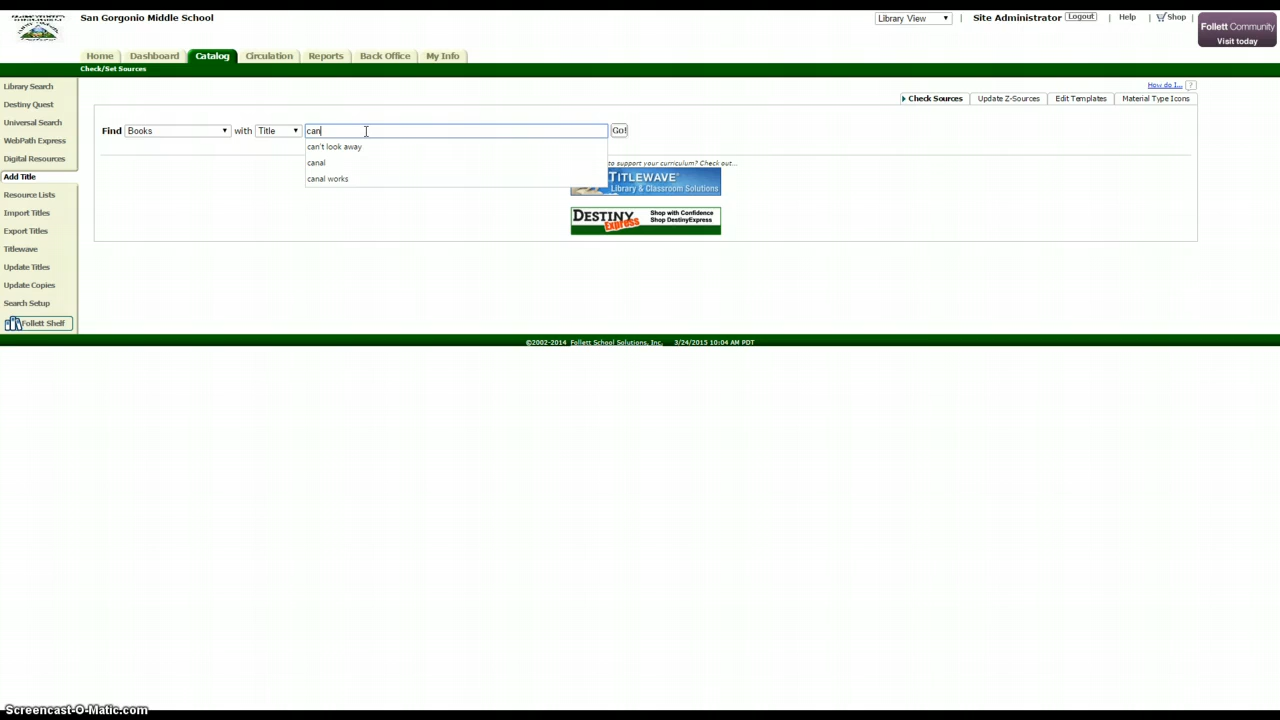 San Gorgonio Middle School
Library View
Site Administrator
Logout
Help
Shop
Follett Community
Visit today
Home
Dashboard
Catalog
Circulation
Reports
Back Office
My Info
Check/Set Sources
Library Search
Destiny Quest
Universal Search
WebPath Express
Digital Resources
Add Title
Resource Lists
Import Titles
Export Titles
Titlewave
Update Titles
Update Copies
Search Setup
Follett Shelf
How do I... ?
Check Sources
Update Z-Sources
Edit Templates
Material Type Icons
Find Books with Title can Go!
can't look away
canal
canal works
to support your curriculum? Check out...
TITLEWAVE
Library & Classroom Solutions
DESTINY
Express
Shop with Confidence
Shop DestinyExpress
©2002-2014 Follett School Solutions, Inc. 3/24/2015 10:04 AM PDT
Screencast-O-Matic.com